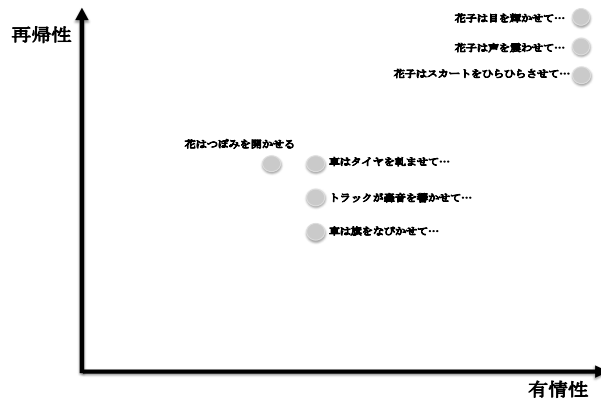 花子は目を輝かせて…
再帰性
花子は声を震わせて…
花子はスカートをひらひらさせて…
花はつぼみを開かせる
車はタイヤを軋ませて…
トラックが轟音を響かせて…
車は旗をなびかせて…
有情性